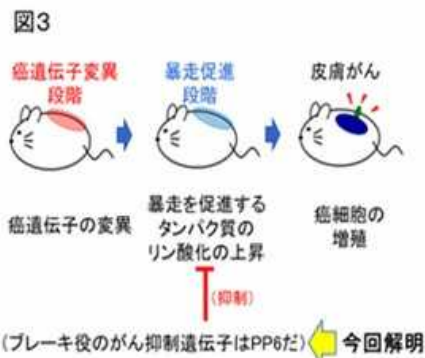 図3
癌遺伝子変異
段階
暴走促進
段階
皮膚がん
癌遺伝子の変異
暴走を促進する
タンパク質の
リン酸化の上昇
癌細胞の
増殖
(抑制)
(ブレーキ役のがん抑制遺伝子はPP6だ)
今回解明